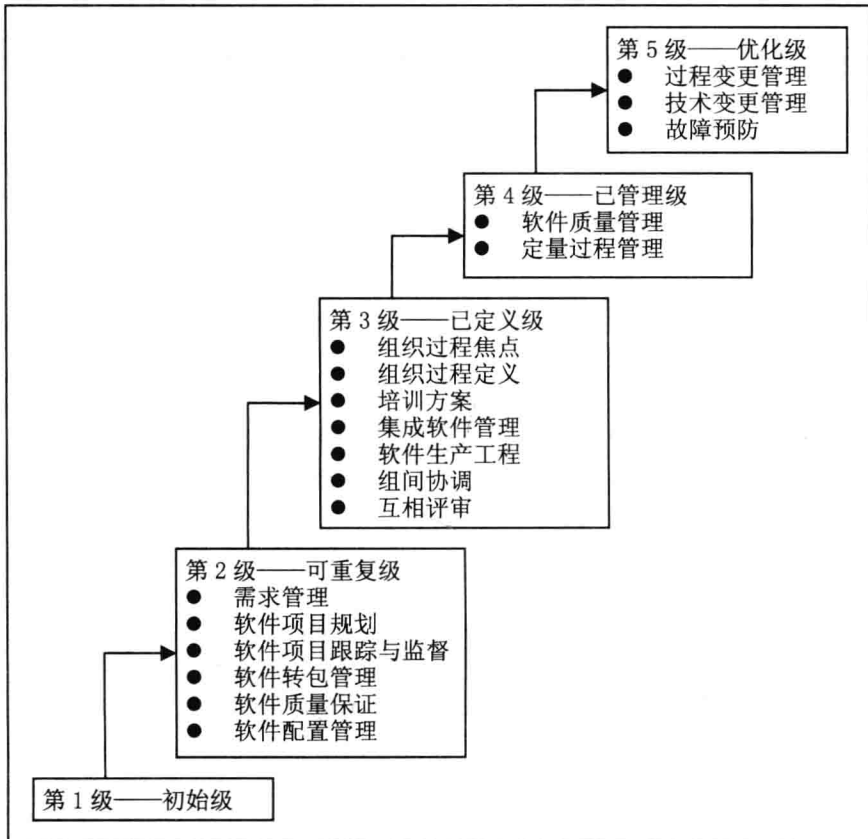 第5级——优化级
● 过程变更管理
● 技术变更管理
● 故障预防
第4级——已管理级
● 软件质量管理
● 定量过程管理
第3级——已定义级
● 组织过程焦点
● 组织过程定义
● 培训方案
● 集成软件管理
● 软件生产工程
● 组间协调
● 互相评审
第2级——可重复级
● 需求管理
● 软件项目规划
● 软件项目跟踪与监督
● 软件转包管理
● 软件质量保证
● 软件配置管理
第1级——初始级